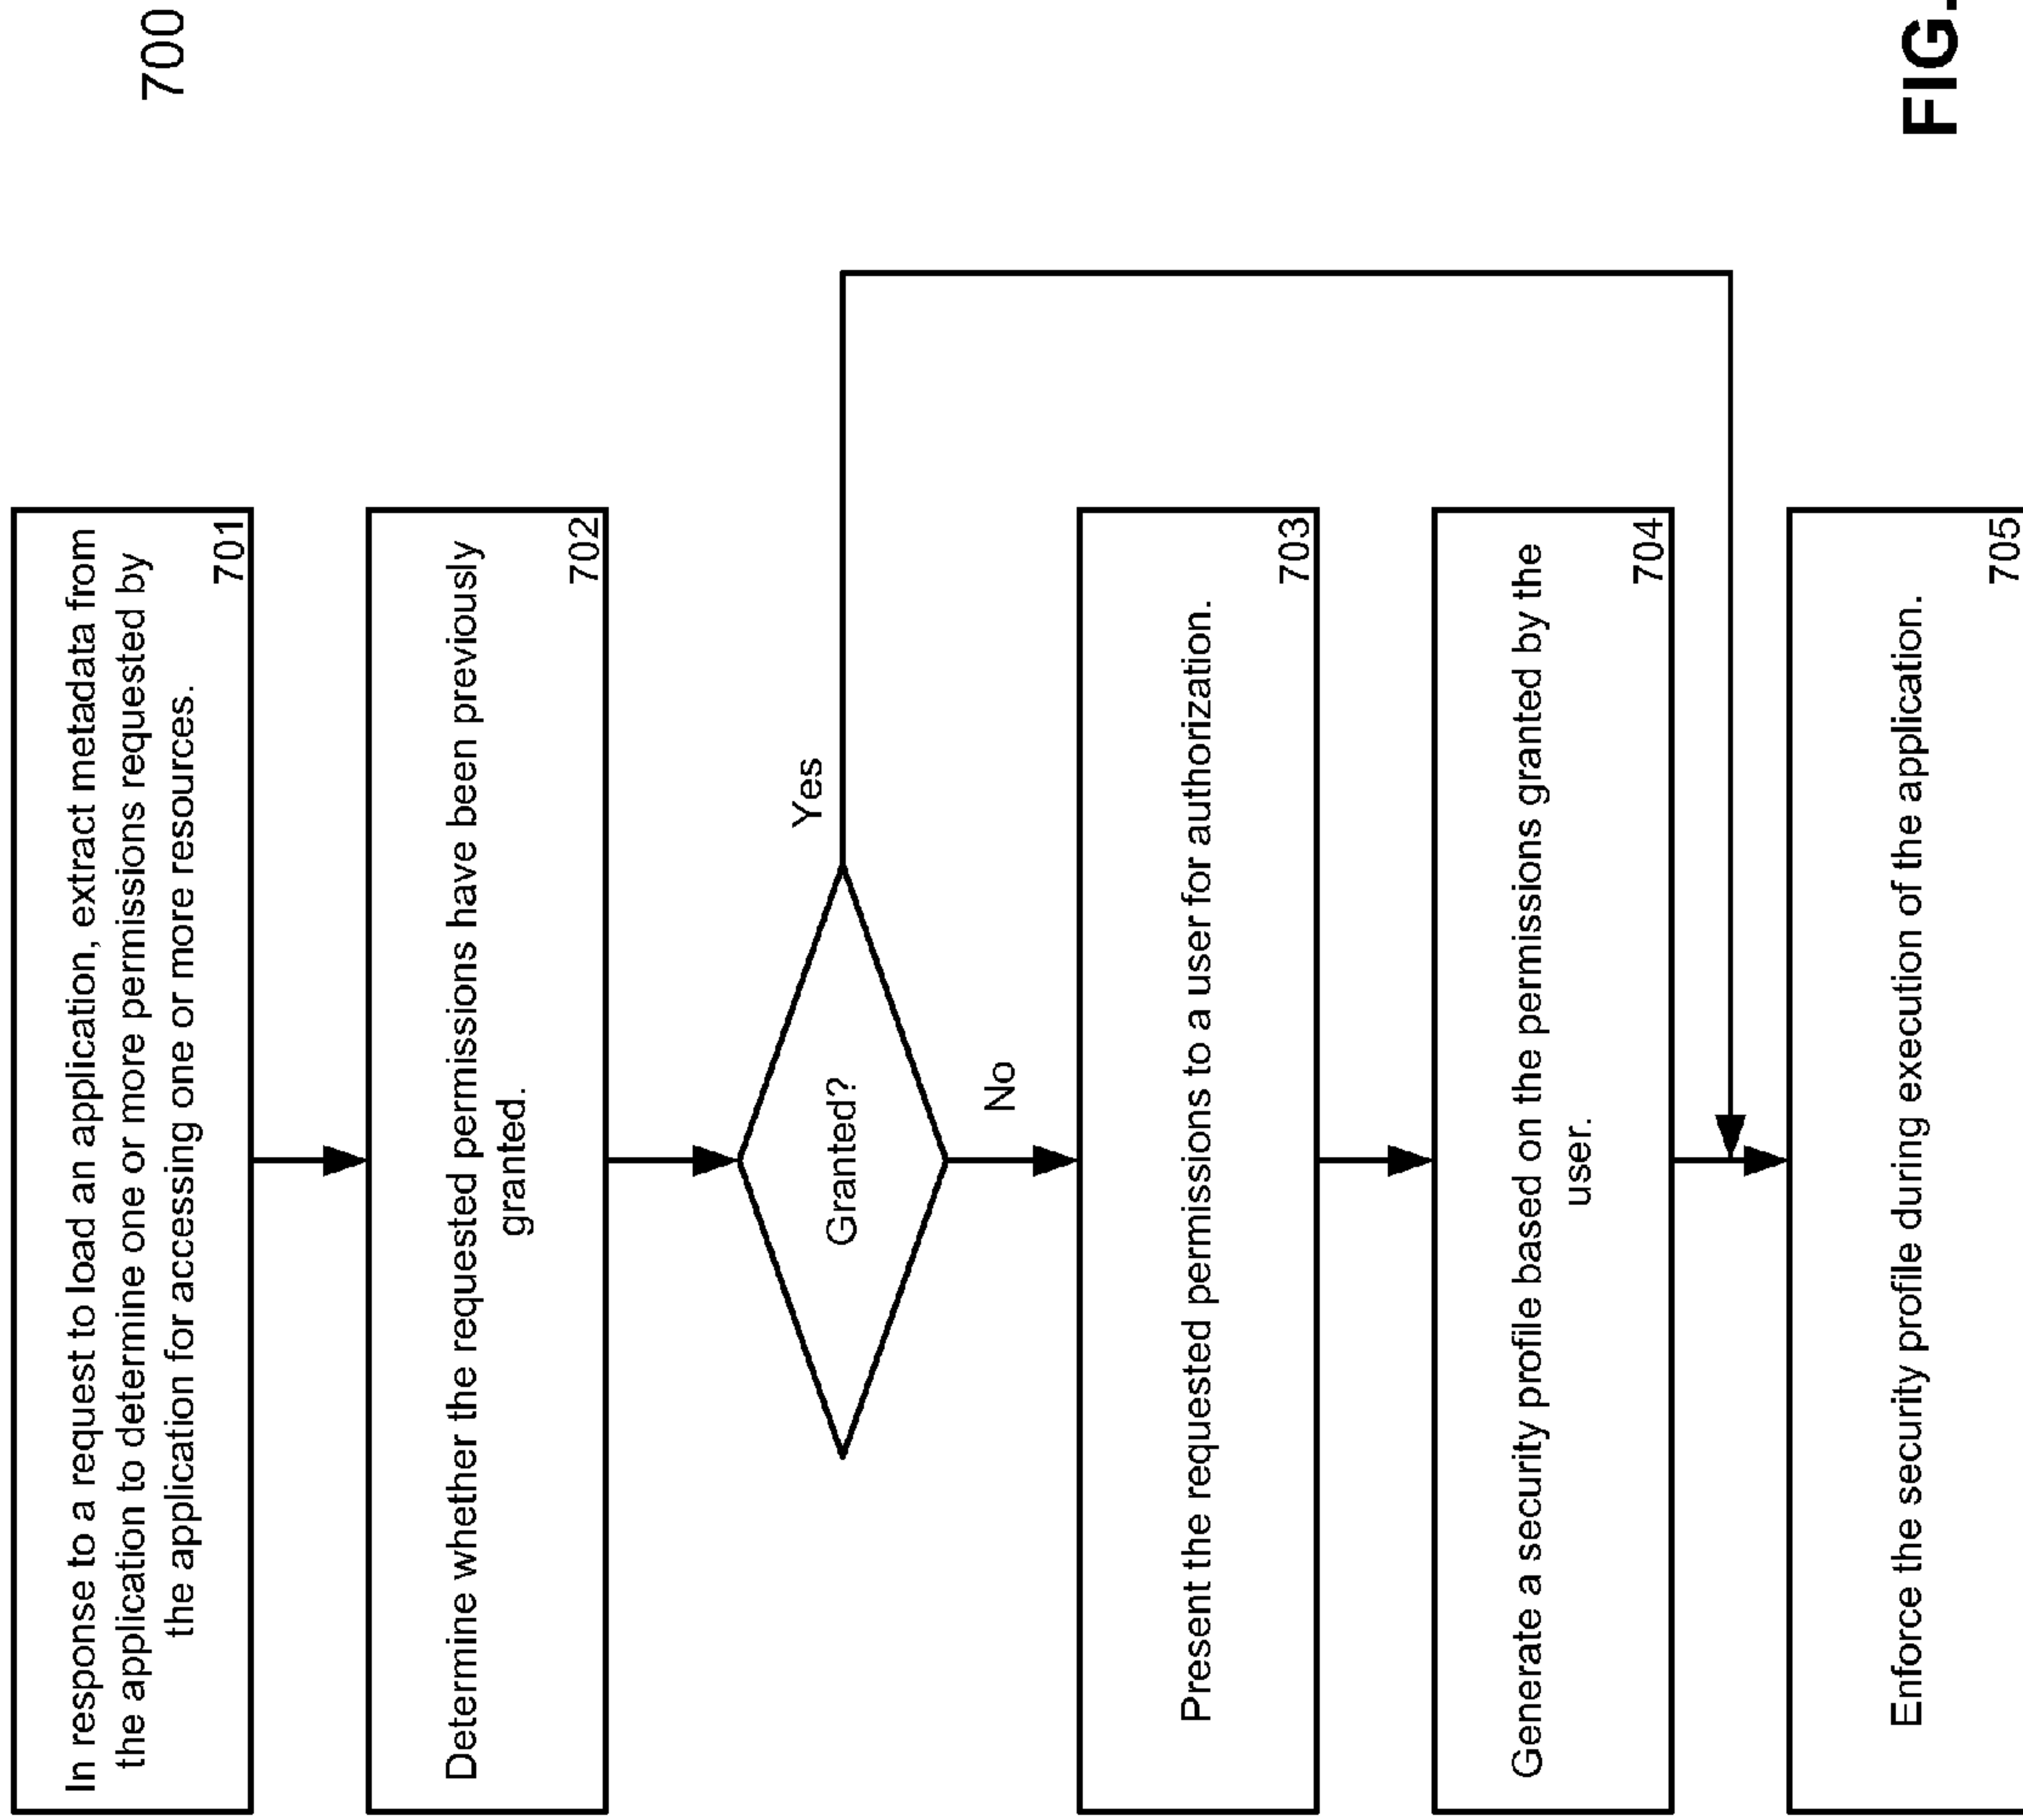 700
In response to a request to load an application, extract metadata from
the application to determine one or more permissions requested by
the application for accessing one or more resources.
701
Determine whether the requested permissions have been previously
granted.
702
Granted?
Yes
No
Present the requested permissions to a user for authorization.
703
Generate a security profile based on the permissions granted by the
user.
704
Enforce the security profile during execution of the application.
705
FIG.